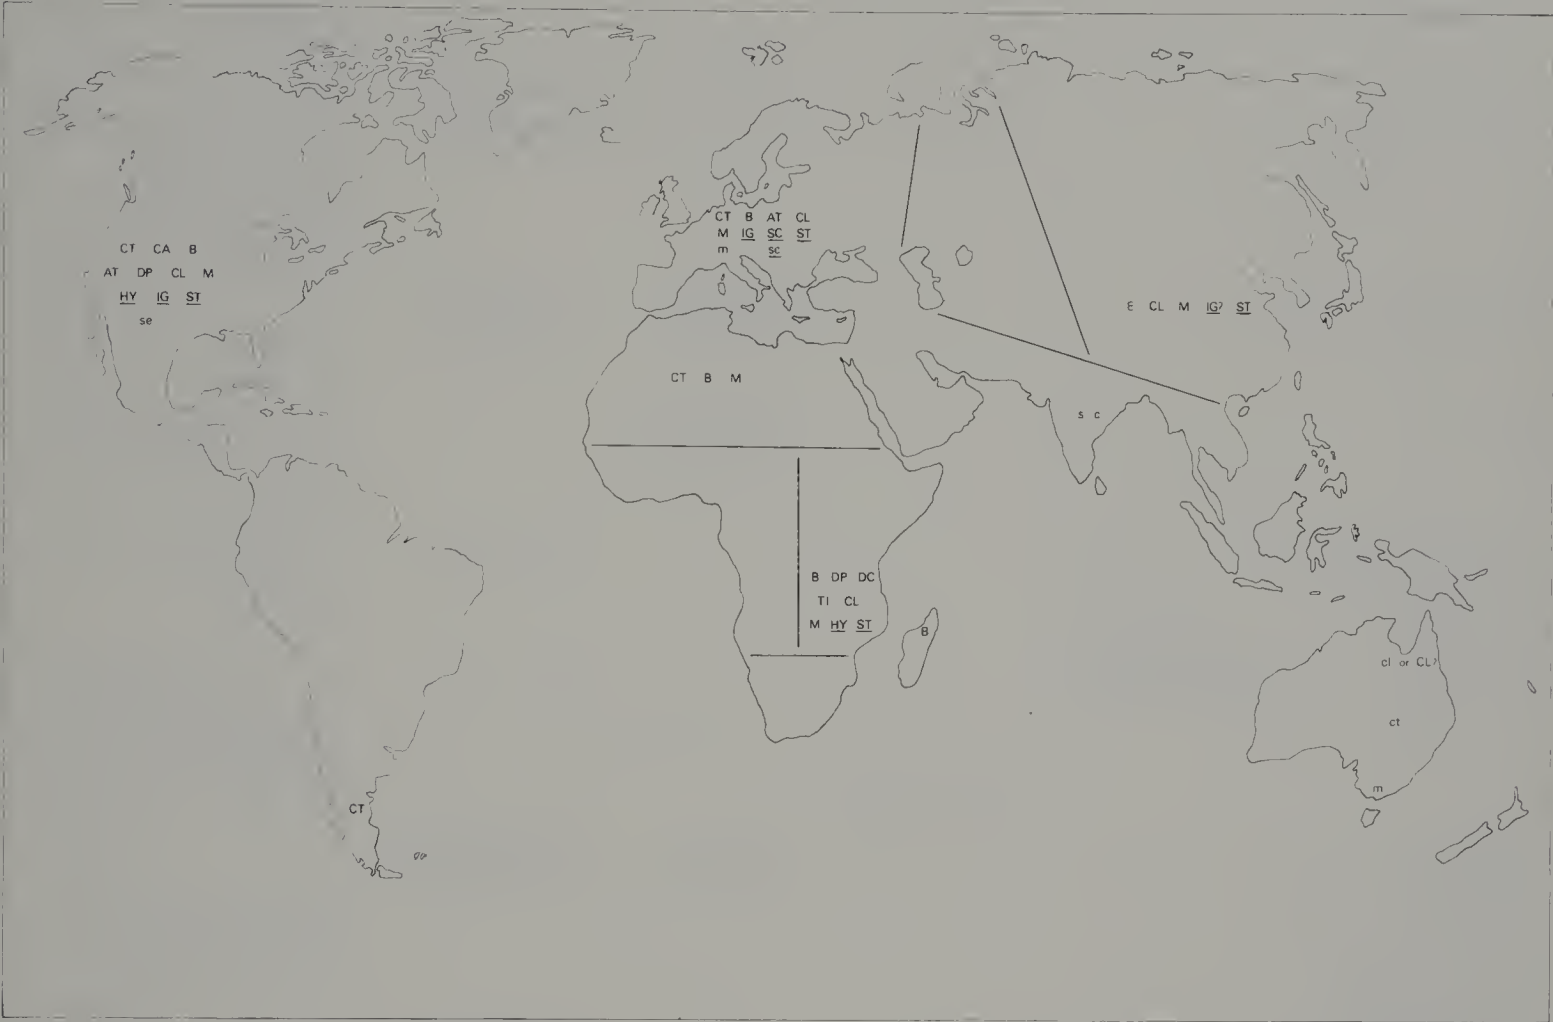 CT CA B
AT DP CL M
HY IG ST
se
CT B AT CL
M IG SC ST
m sc
CT B M
E CL M IG? ST
s c
B DP DC
TI CL
M HY ST
B
cl or CL?
ct
m
CT